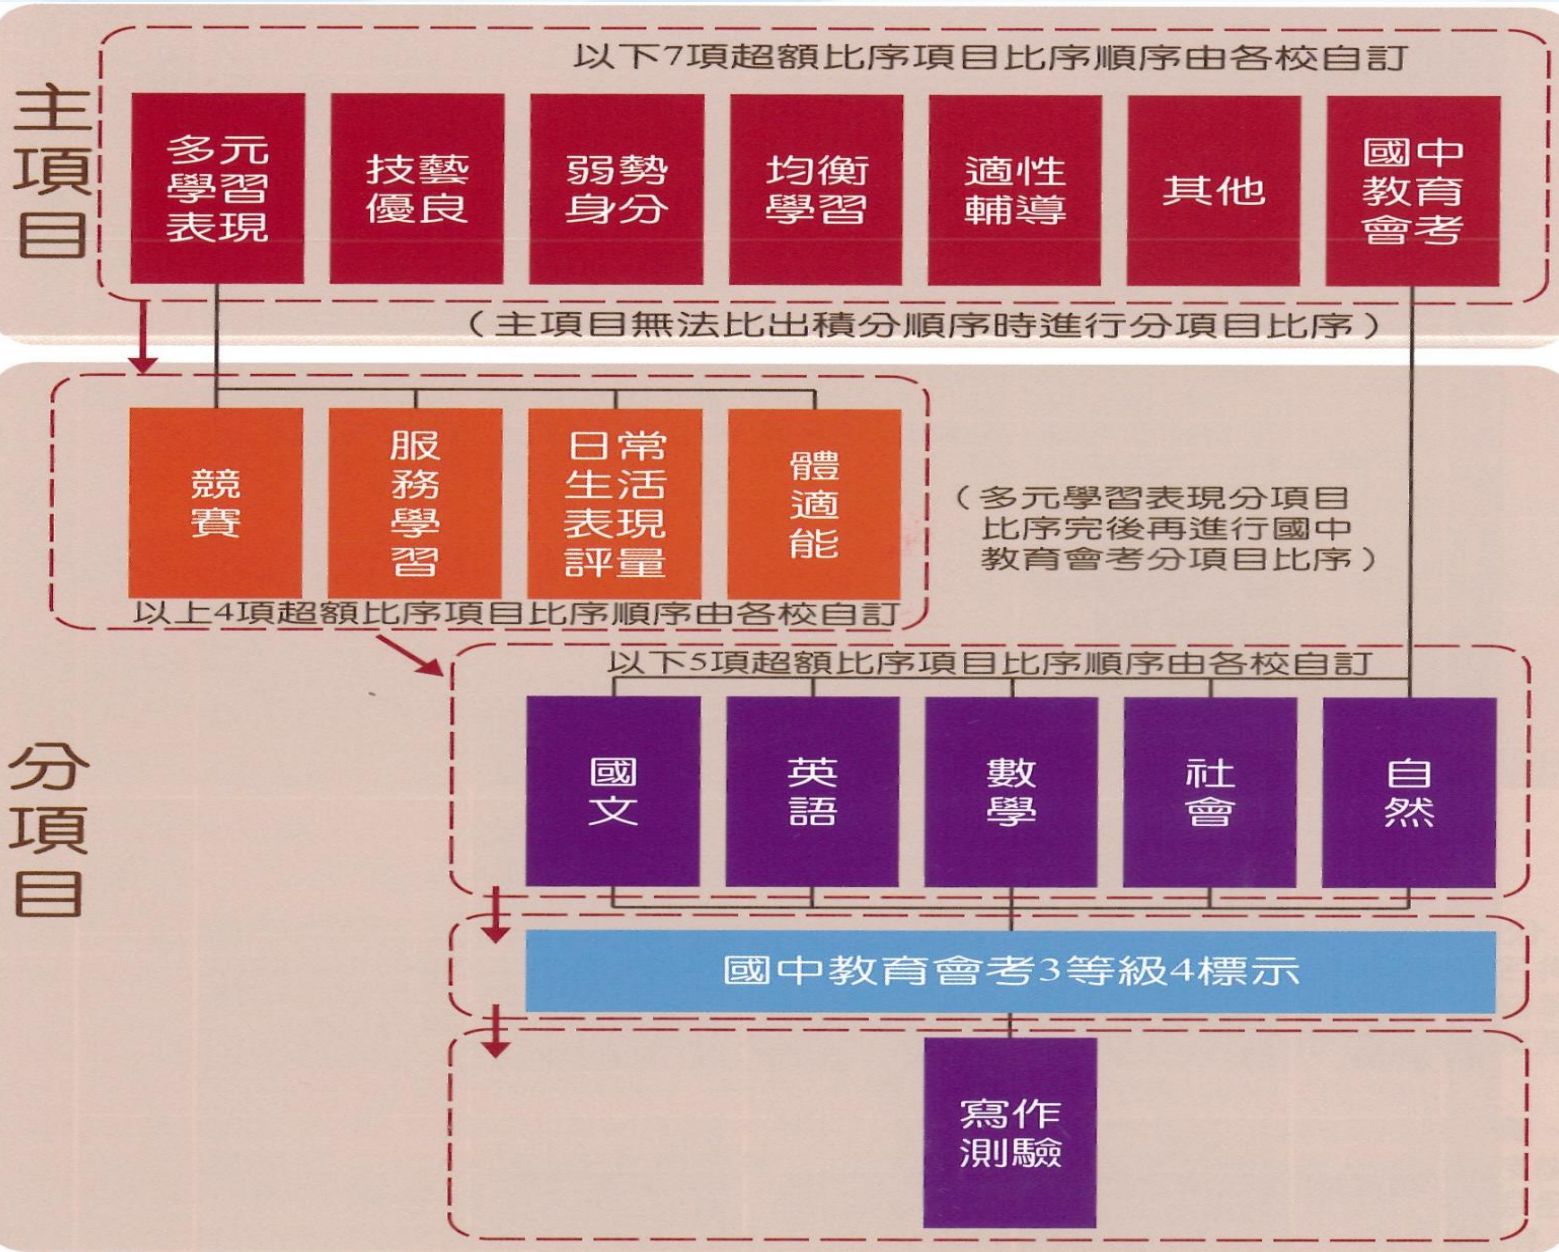 主項目
以下7項超額比序項目比序順序由各校自訂
多元
學習
表現
技藝
優良
弱勢
身分
均衡
學習
適性
輔導
其他
國中
教育
會考
（主項目無法比出積分順序時進行分項目比序）
分項目
競賽
服務學習
日常
生活
表現
評量
體適能
以上4項超額比序項目比序順序由各校自訂
（多元學習表現分項目
比序完後再進行國中
教育會考分項目比序）
以下5項超額比序項目比序順序由各校自訂
國文
英語
數學
社會
自然
國中教育會考3等級4標示
寫作
測驗